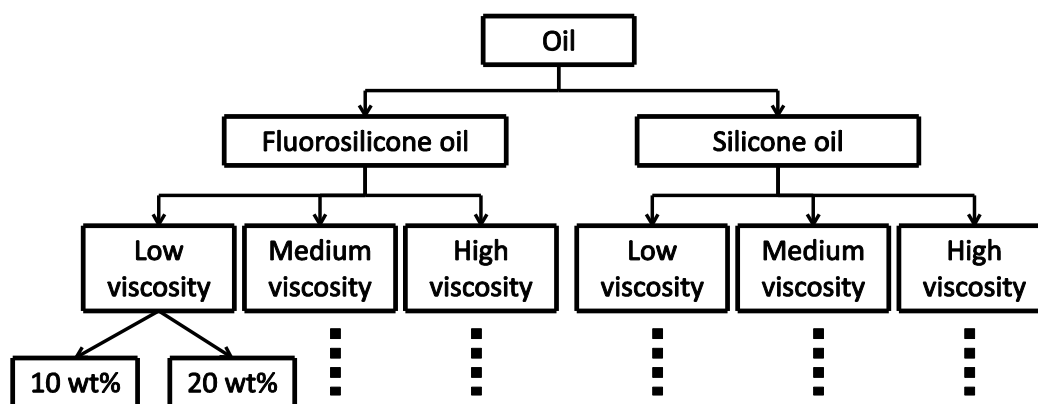 Oil
Fluorosilicone oil
Silicone oil
Low
viscosity
Medium
viscosity
High
viscosity
Low
viscosity
Medium
viscosity
High
viscosity
10 wt%
20 wt%